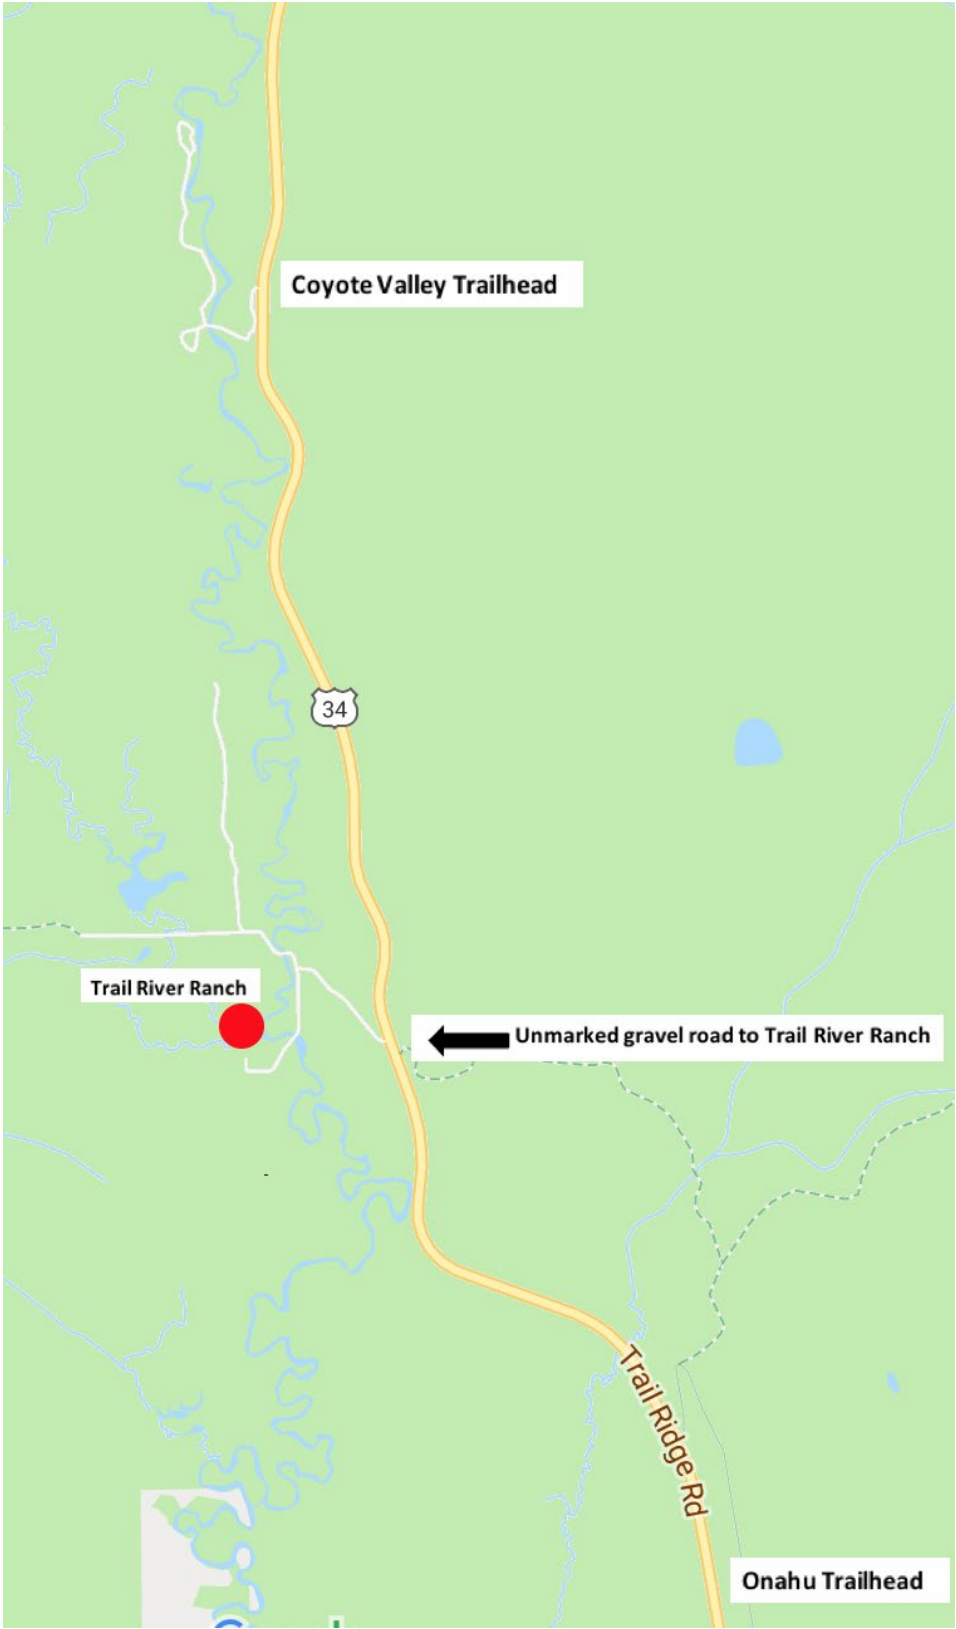 Coyote Valley Trailhead
34
Trail River Ranch
Unmarked gravel road to Trail River Ranch
Trail Ridge Rd
Onahu Trailhead